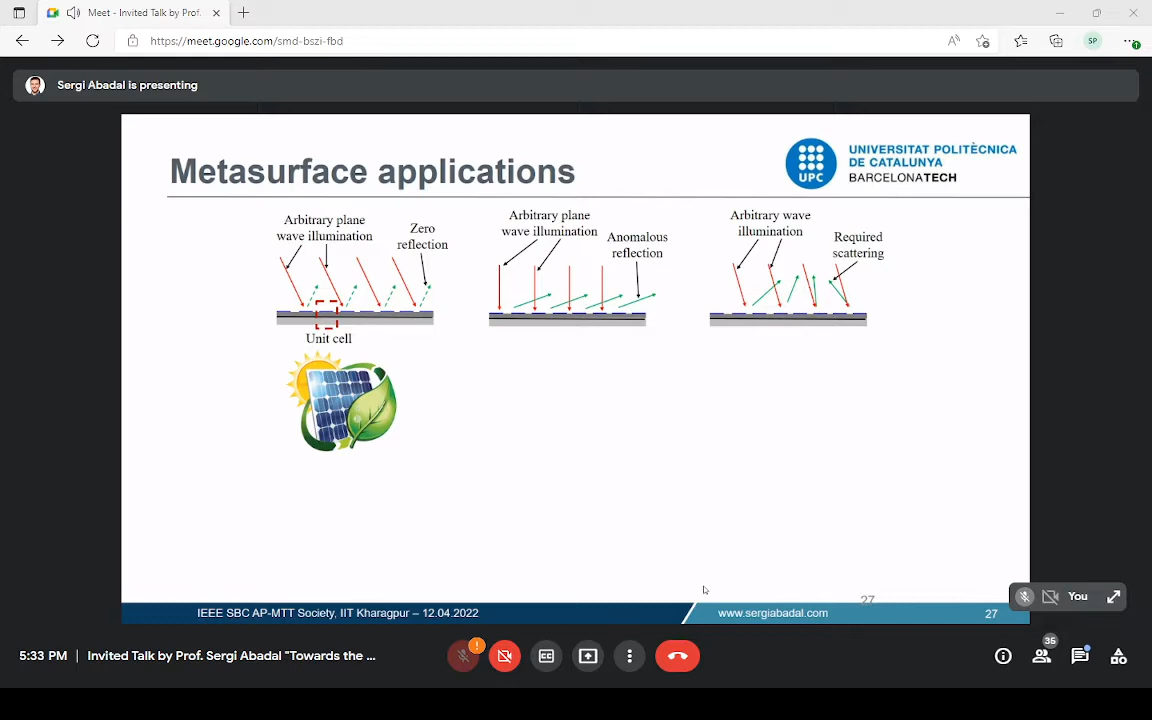 Meet - Invited Talk by Prof.
https://meet.google.com/smd-bszi-fbd
SP
Sergi Abadal is presenting
Metasurface applications
UPC
UNIVERSITAT POLITÈCNICA
DE CATALUNYA
BARCELONATECH
Arbitrary plane
wave illumination
Zero
reflection
Unit cell
Arbitrary plane
wave illumination
Anomalous
reflection
Arbitrary wave
illumination
Required
scattering
IEEE SBC AP-MTT Society, IIT Kharagpur – 12.04.2022
www.sergiabadal.com
27
27
You
5:33 PM | Invited Talk by Prof. Sergi Abadal "Towards the ...
CC
35